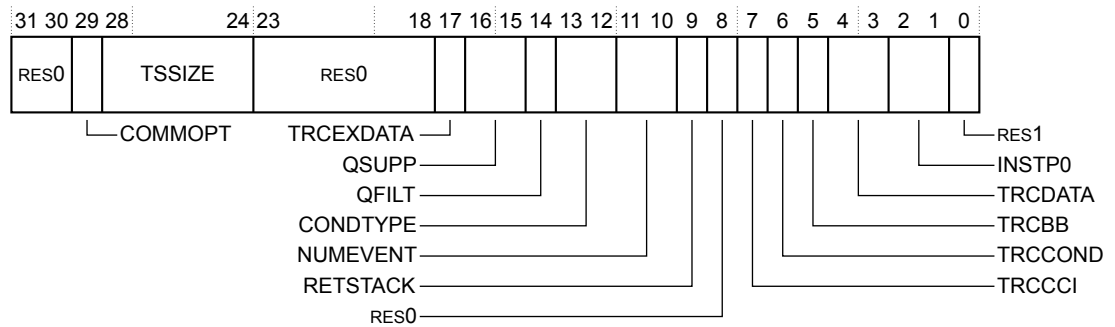 31 30 29 28 24 23 18 17 16 15 14 13 12 11 10 9 8 7 6 5 4 3 2 1 0
RES0 TSSIZE RES0
COMMOPT TRCEXDATA RES1
QSUPP INSTP0
QFILT TRCDATA
CONDTYPE TRCBB
NUMEVENT TRCCOND
RETSTACK TRCCCI
RES0